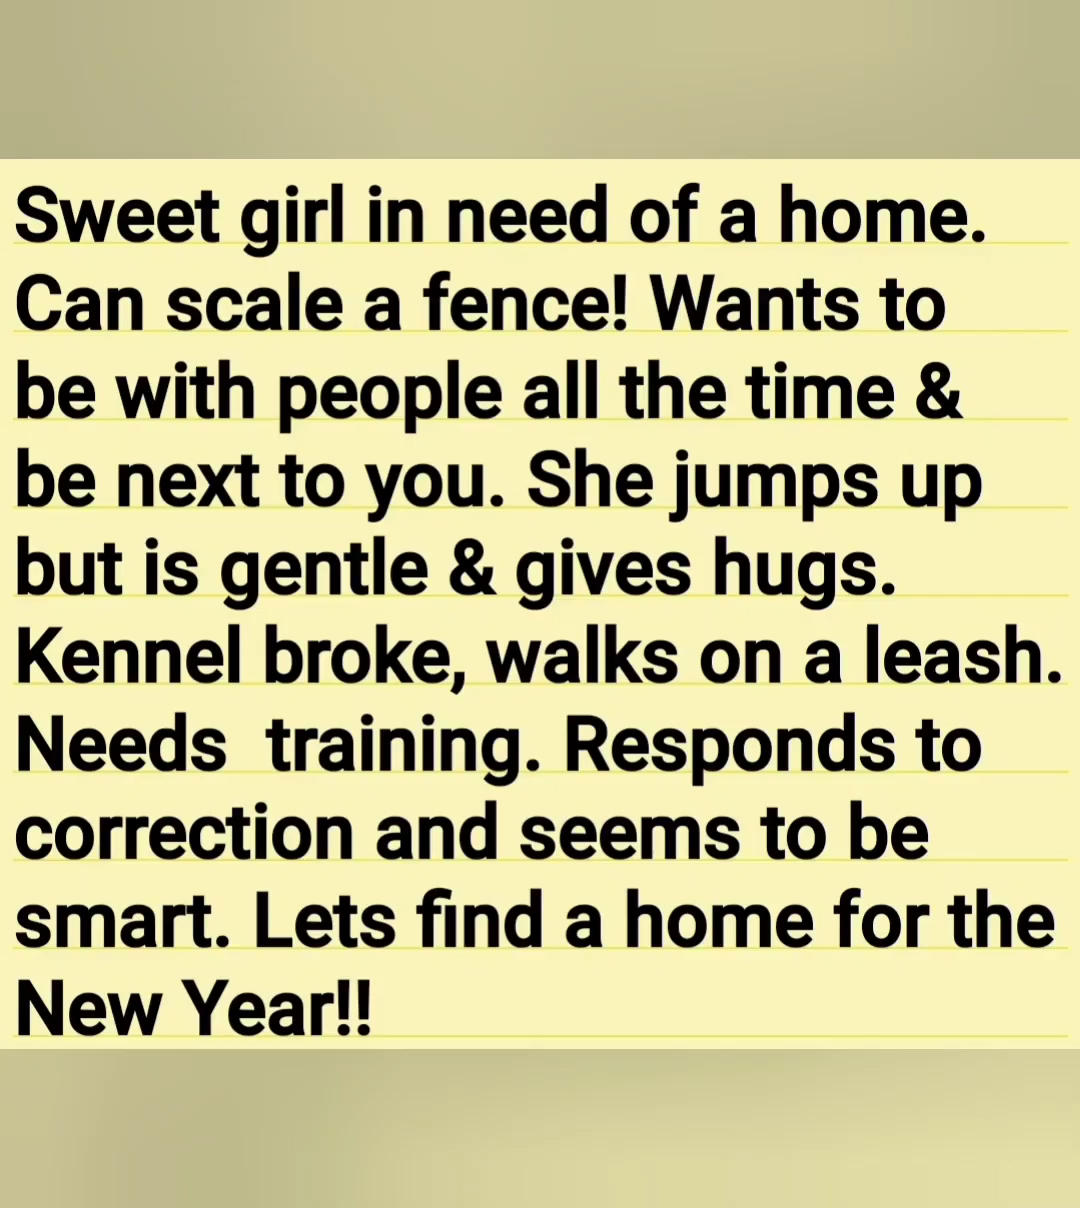 Sweet girl in need of a home.
Can scale a fence! Wants to
be with people all the time &
be next to you. She jumps up
but is gentle & gives hugs.
Kennel broke, walks on a leash.
Needs  training. Responds to
correction and seems to be
smart. Lets find a home for the
New Year!!